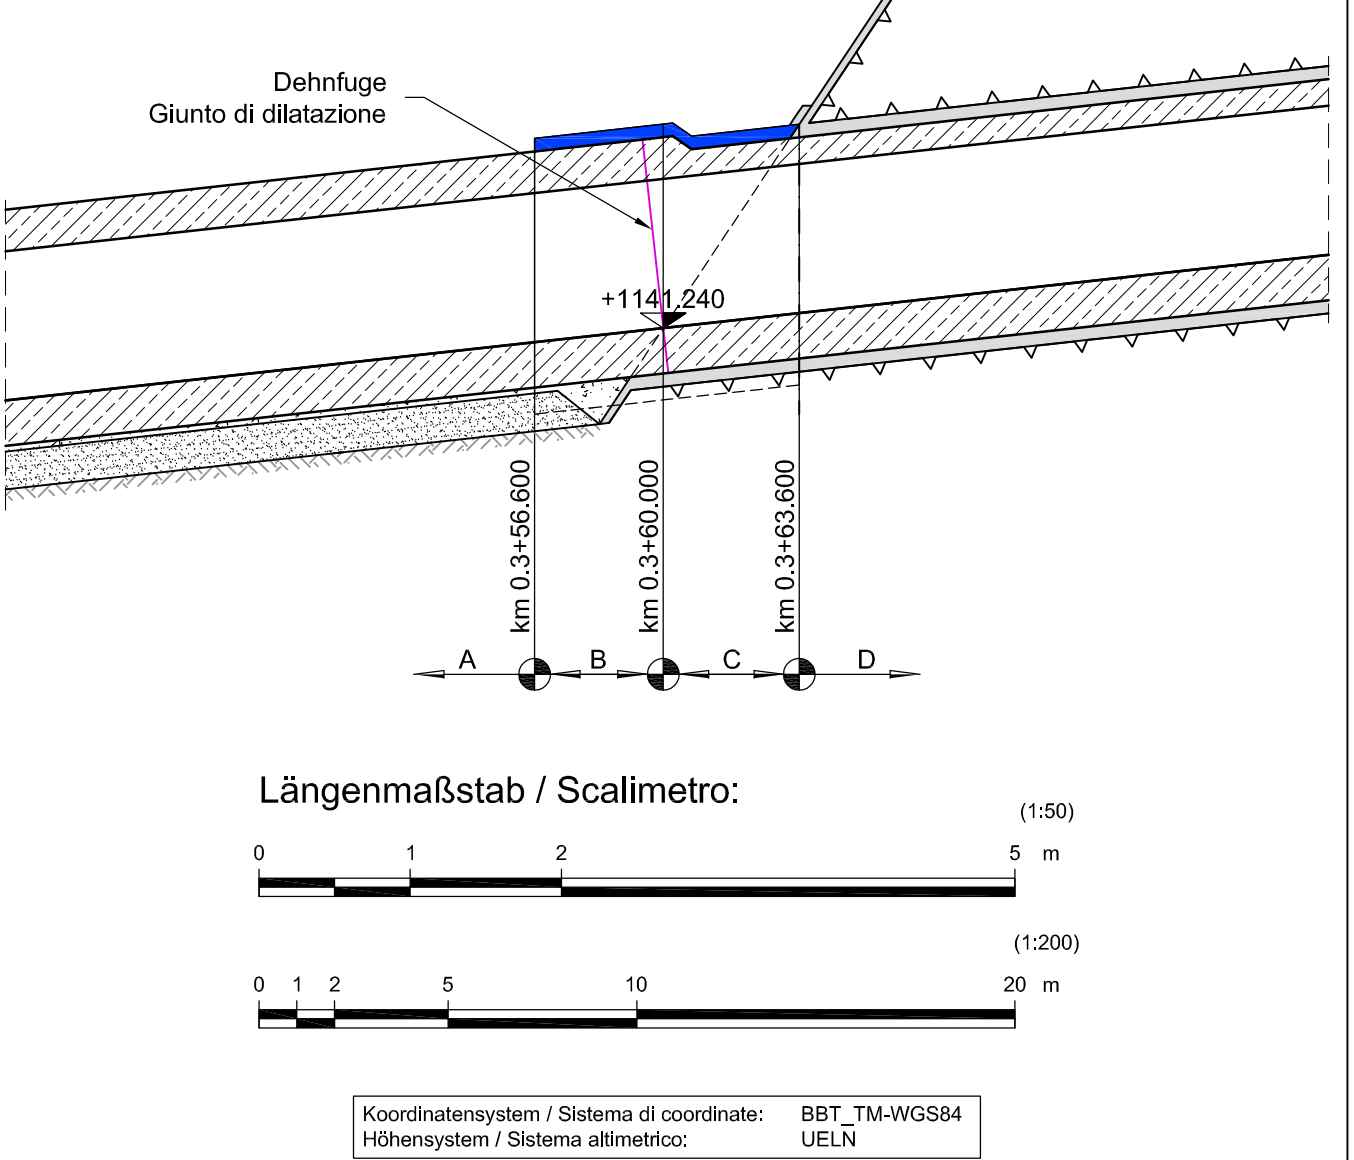 Dehnfuge
Giunto di dilatazione
+1141.240
km 0.3+56.600
km 0.3+60.000
km 0.3+63.600
A B C D
Längenmaßstab / Scalimetro:
(1:50)
0 1 2 5 m
(1:200)
0 1 2 5 10 20 m
Koordinatensystem / Sistema di coordinate: BBT_TM-WGS84
Höhensystem / Sistema altimetrico: UELN